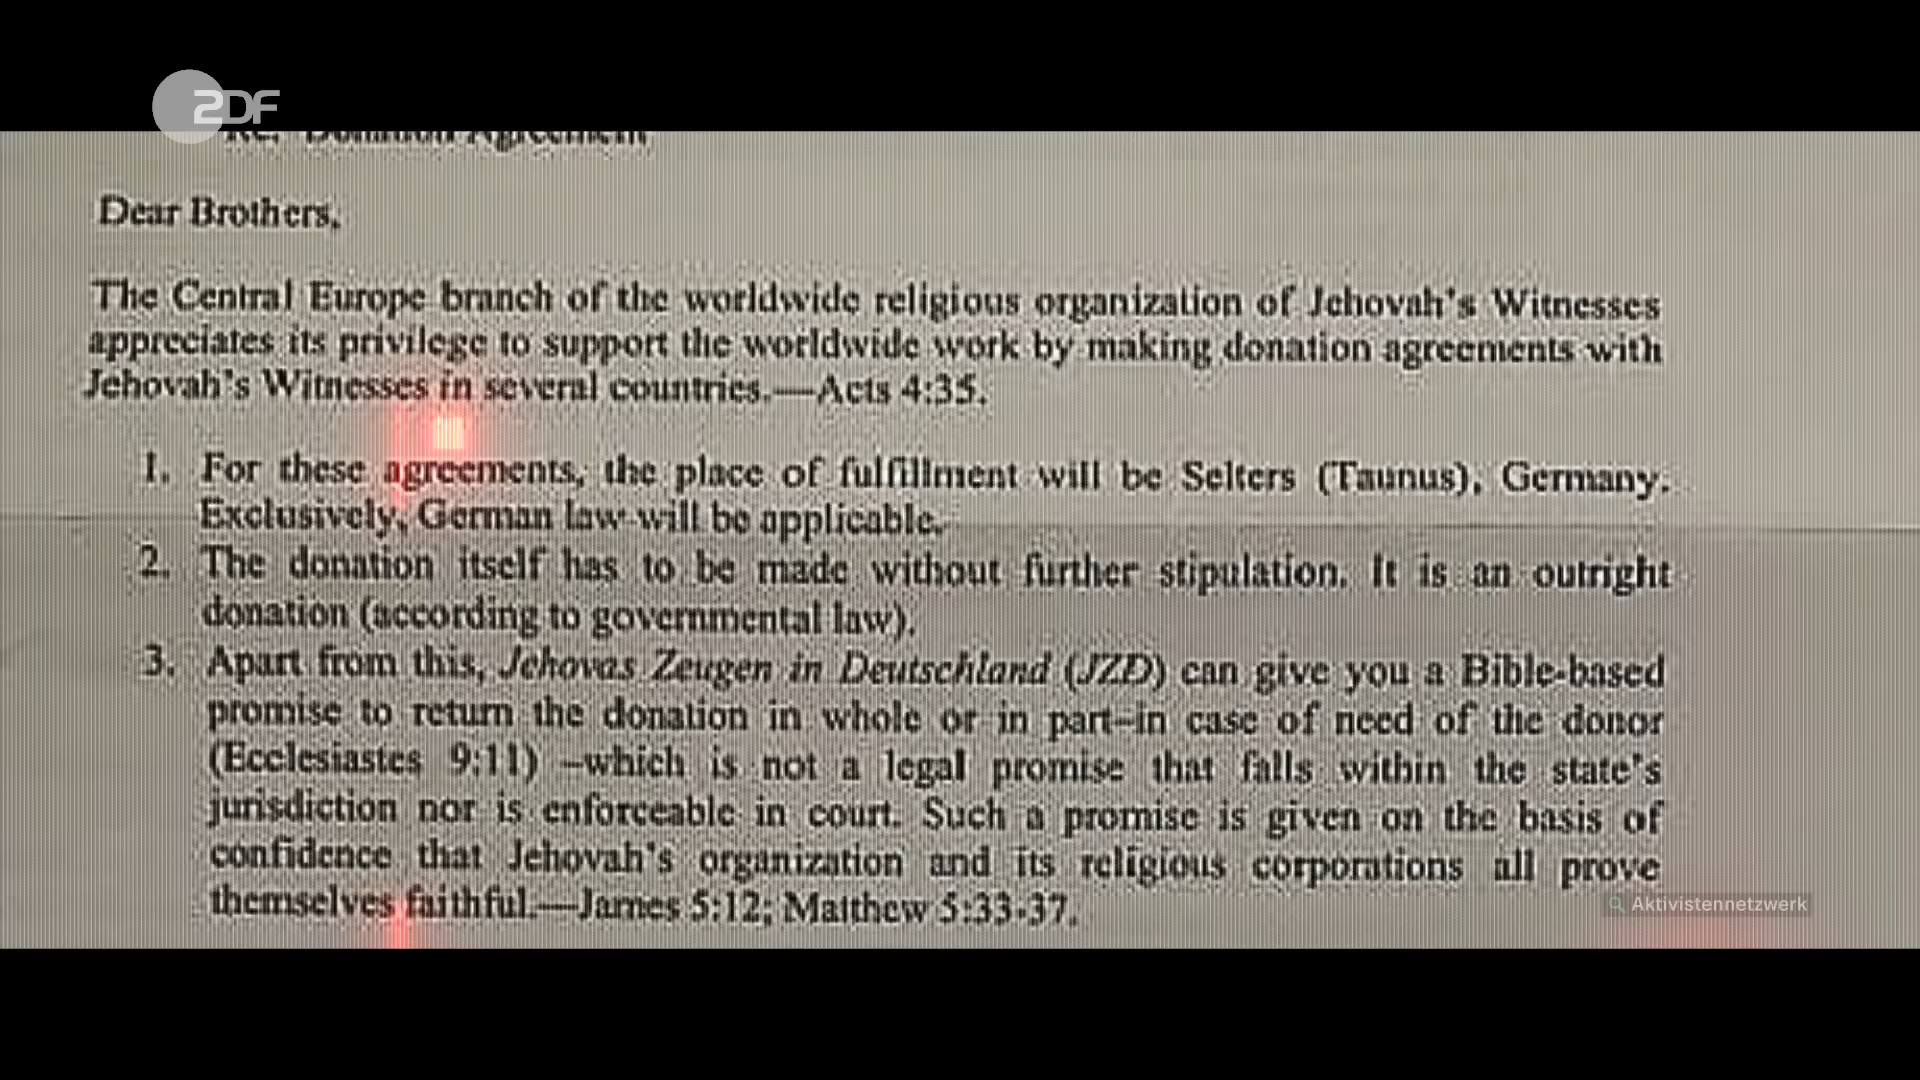 ZDF
Re: Donation Agreement
Dear Brothers,
The Central Europe branch of the worldwide religious organization of Jehovah's Witnesses
appreciates its privilege to support the worldwide work by making donation agreements with
Jehovah's Witnesses in several countries.—Acts 4:35.
1. For these agreements, the place of fulfillment will be Selters (Taunus), Germany.
Exclusively, German law will be applicable.
2. The donation itself has to be made without further stipulation. It is an outright
donation (according to governmental law).
3. Apart from this, Jehovas Zeugen in Deutschland (JZD) can give you a Bible-based
promise to return the donation in whole or in part–in case of need of the donor
(Ecclesiastes 9:11) –which is not a legal promise that falls within the state's
jurisdiction nor is enforceable in court. Such a promise is given on the basis of
confidence that Jehovah's organization and its religious corporations all prove
themselves faithful.—James 5:12; Matthew 5:33-37.
Aktivistennetzwerk